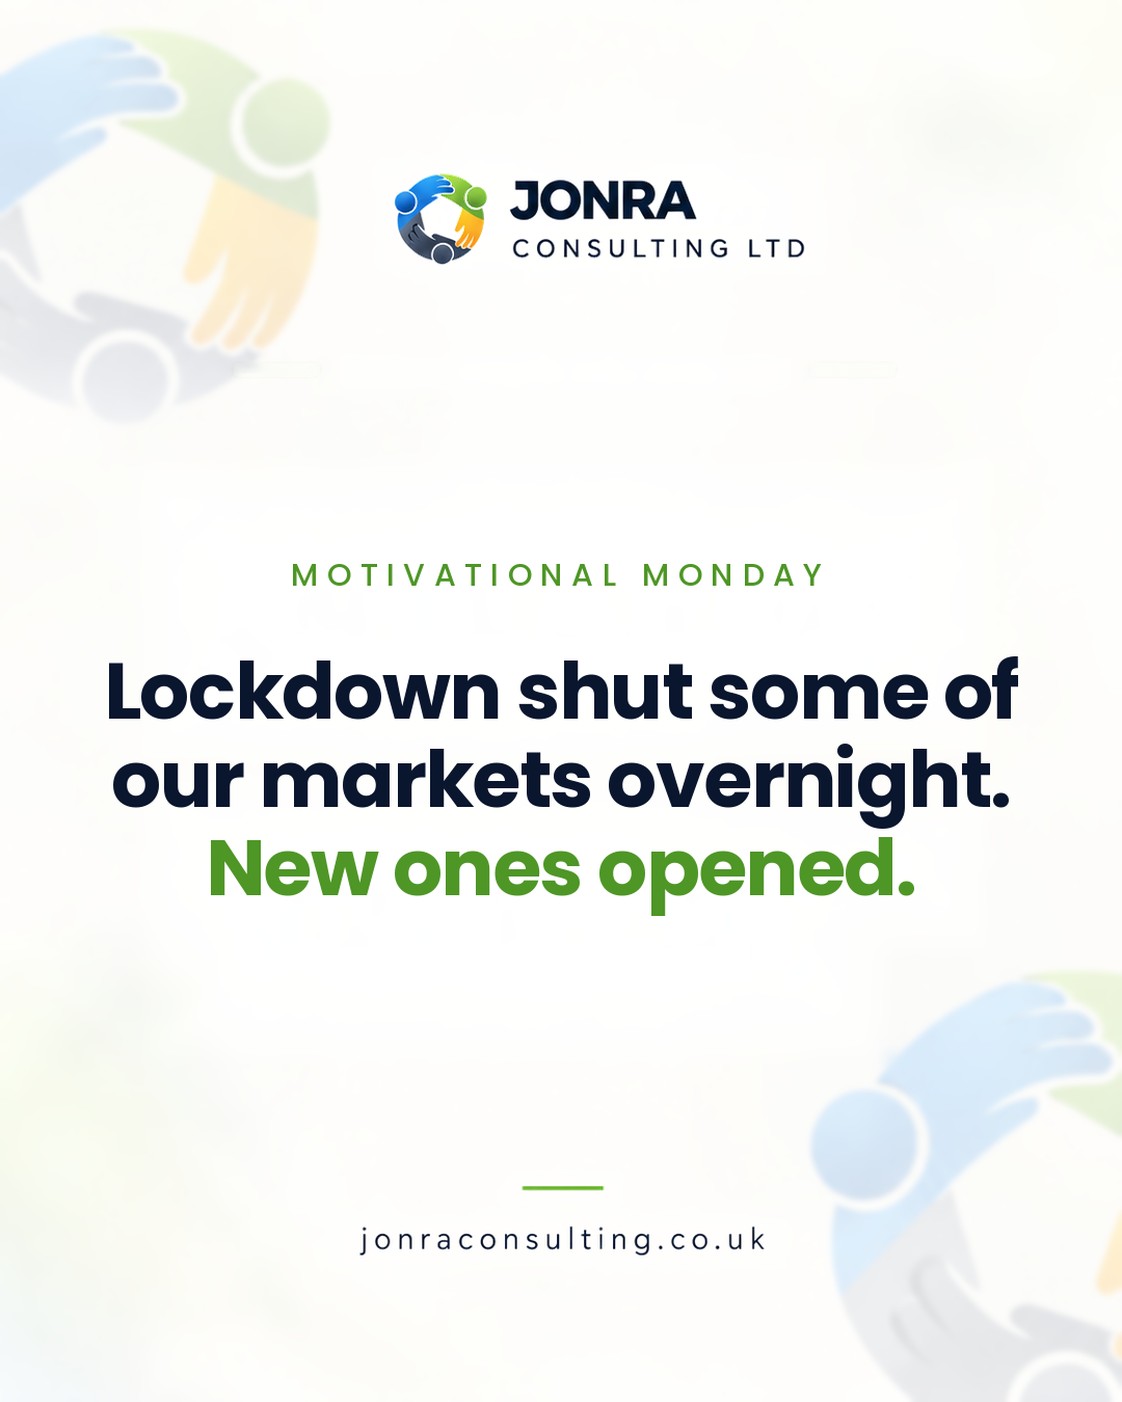 JONRA
CONSULTING LTD
MOTIVATIONAL MONDAY
Lockdown shut some of
our markets overnight.
New ones opened.
jonraconsulting.co.uk